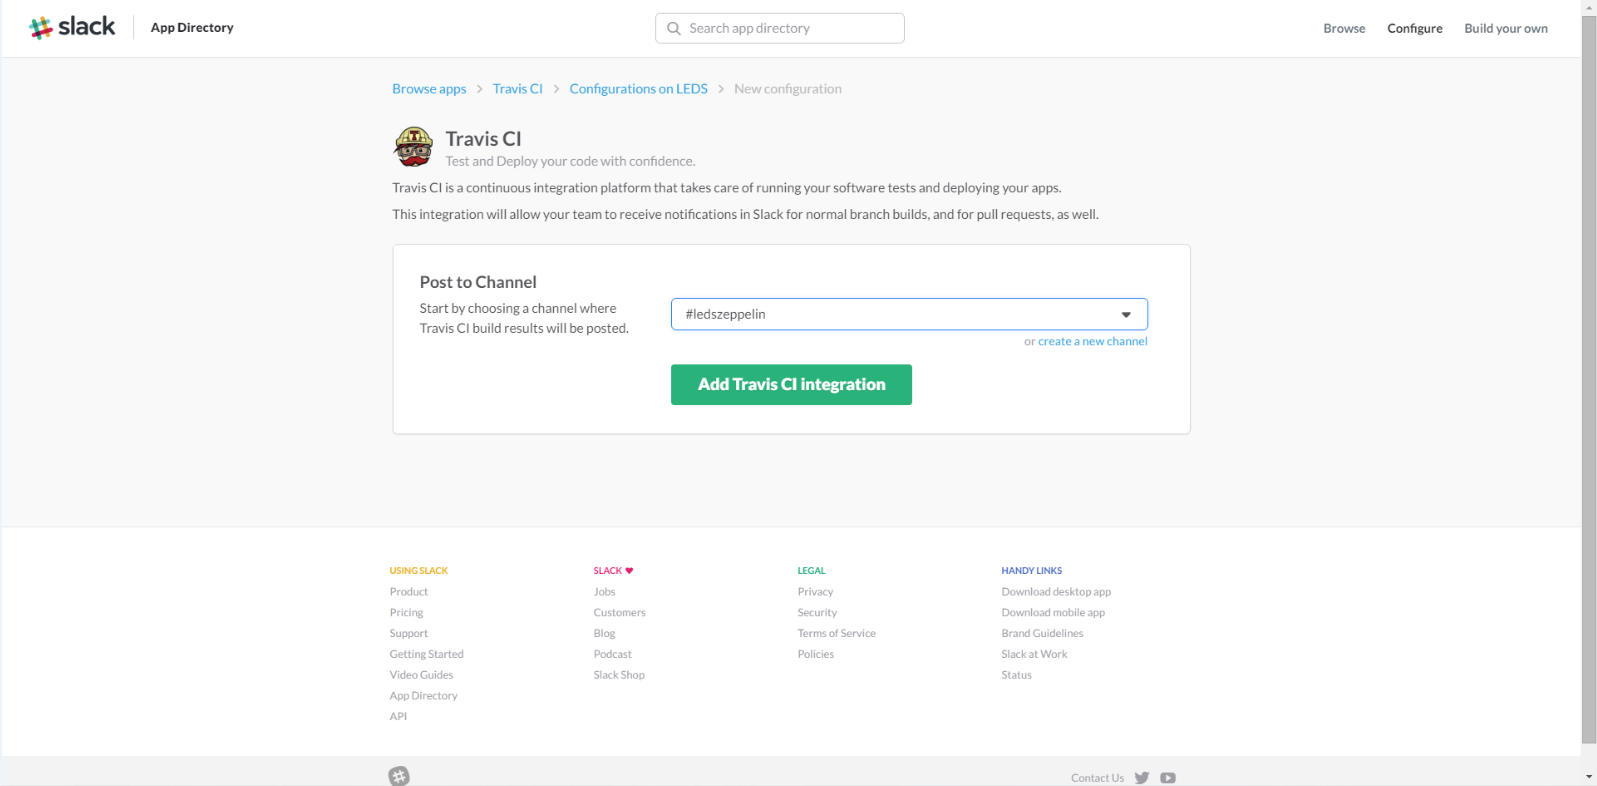 slack
App Directory
Search app directory
Browse
Configure
Build your own
Browse apps > Travis CI > Configurations on LEDS > New configuration
Travis CI
Test and Deploy your code with confidence.
Travis CI is a continuous integration platform that takes care of running your software tests and deploying your apps.
This integration will allow your team to receive notifications in Slack for normal branch builds, and for pull requests, as well.
Post to Channel
Start by choosing a channel where
Travis CI build results will be posted.
#ledszeppelin
or create a new channel
Add Travis CI integration
USING SLACK
Product
Pricing
Support
Getting Started
Video Guides
App Directory
API
SLACK ♥
Jobs
Customers
Blog
Podcast
Slack Shop
LEGAL
Privacy
Security
Terms of Service
Policies
HANDY LINKS
Download desktop app
Download mobile app
Brand Guidelines
Slack at Work
Status
Contact Us